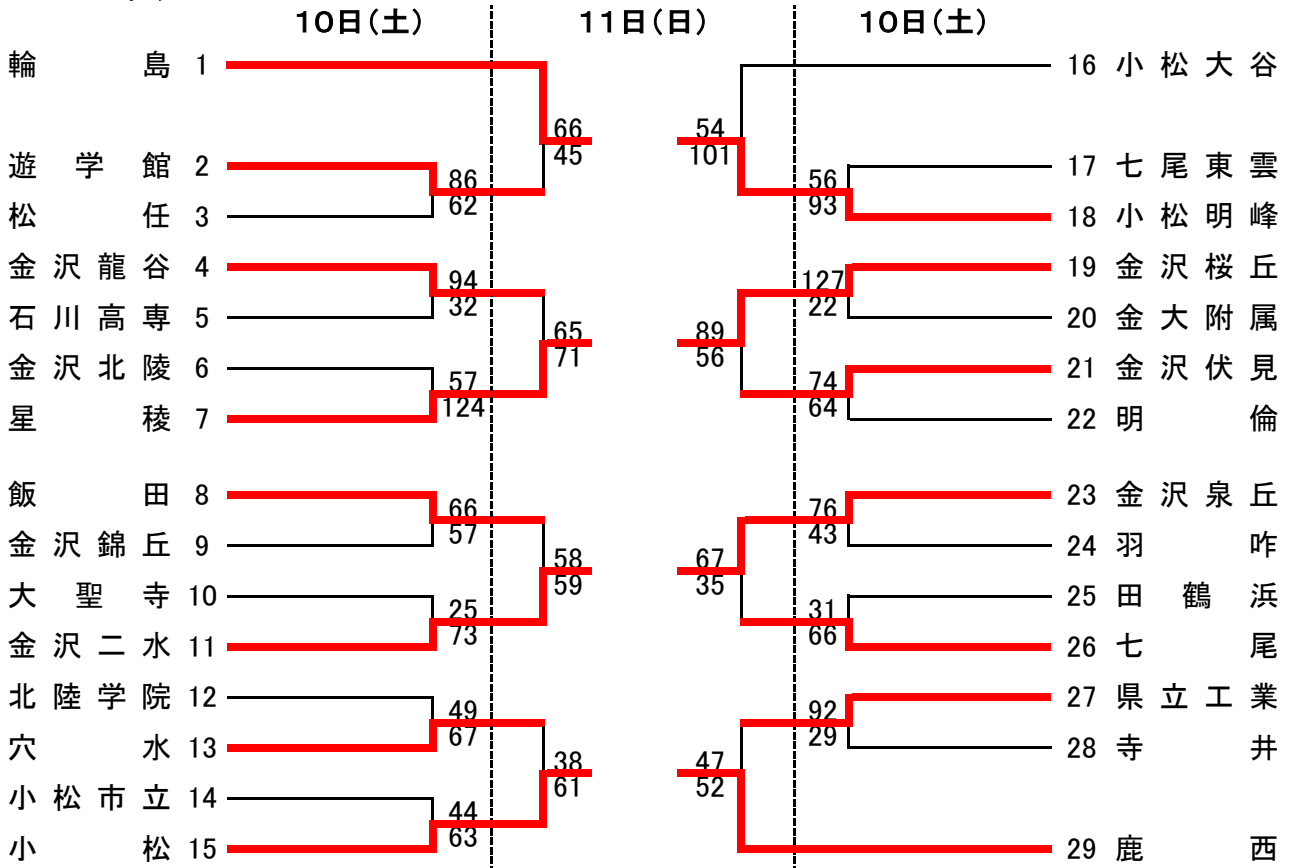 10日(土) 11日(日) 10日(土)
輪島 1 16 小松大谷
66 54
45 101
遊学館 2 17 七尾東雲
86 56
62 93
松任 3 18 小松明峰
金沢龍谷 4 19 金沢桜丘
94 127
32 22
石川高専 5 20 金大附属
65 89
71 56
金沢北陵 6 21 金沢伏見
57 74
124 64
星稜 7 22 明倫
飯田 8 23 金沢泉丘
66 76
57 43
金沢錦丘 9 24 羽咋
58 67
59 35
大聖寺 10 25 田鶴浜
25 31
73 66
金沢二水 11 26 七尾
北陸学院 12 27 県立工業
49 92
67 29
穴水 13 28 寺井
38 47
61 52
小松市立 14
44
63
小松 15 29 鹿西